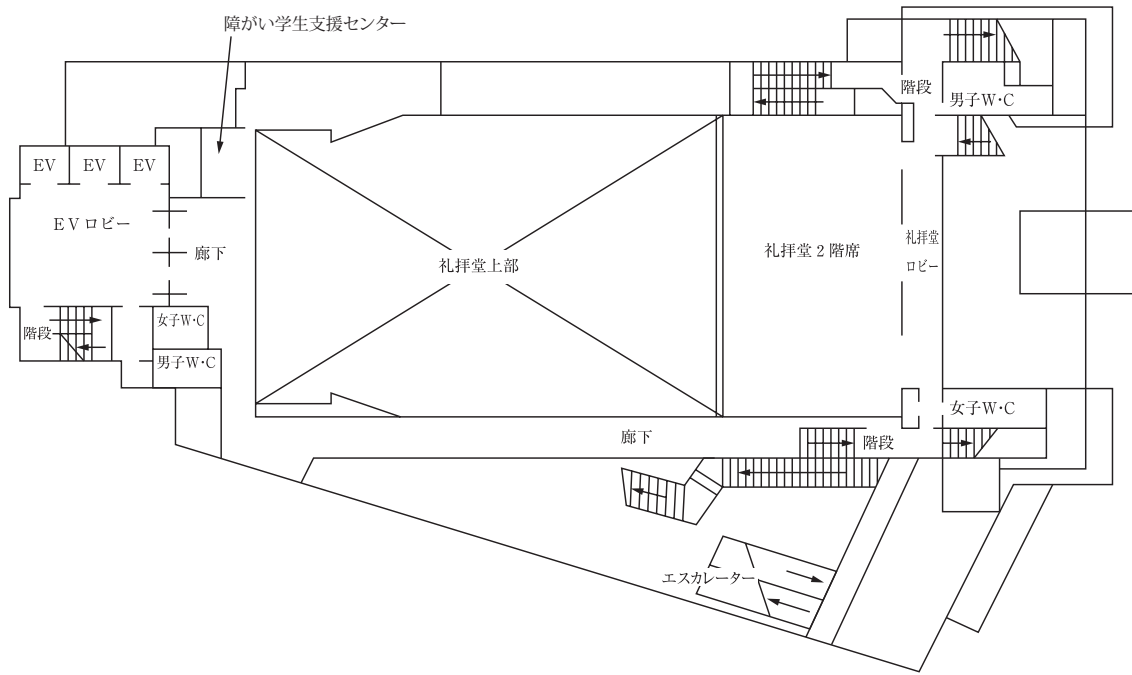 障がい学生支援センター
階段
男子W・C
EV
EV
EV
EVロビー
廊下
礼拝堂上部
礼拝堂2階席
礼拝堂
ロビー
女子W・C
階段
男子W・C
女子W・C
廊下
階段
エスカレーター